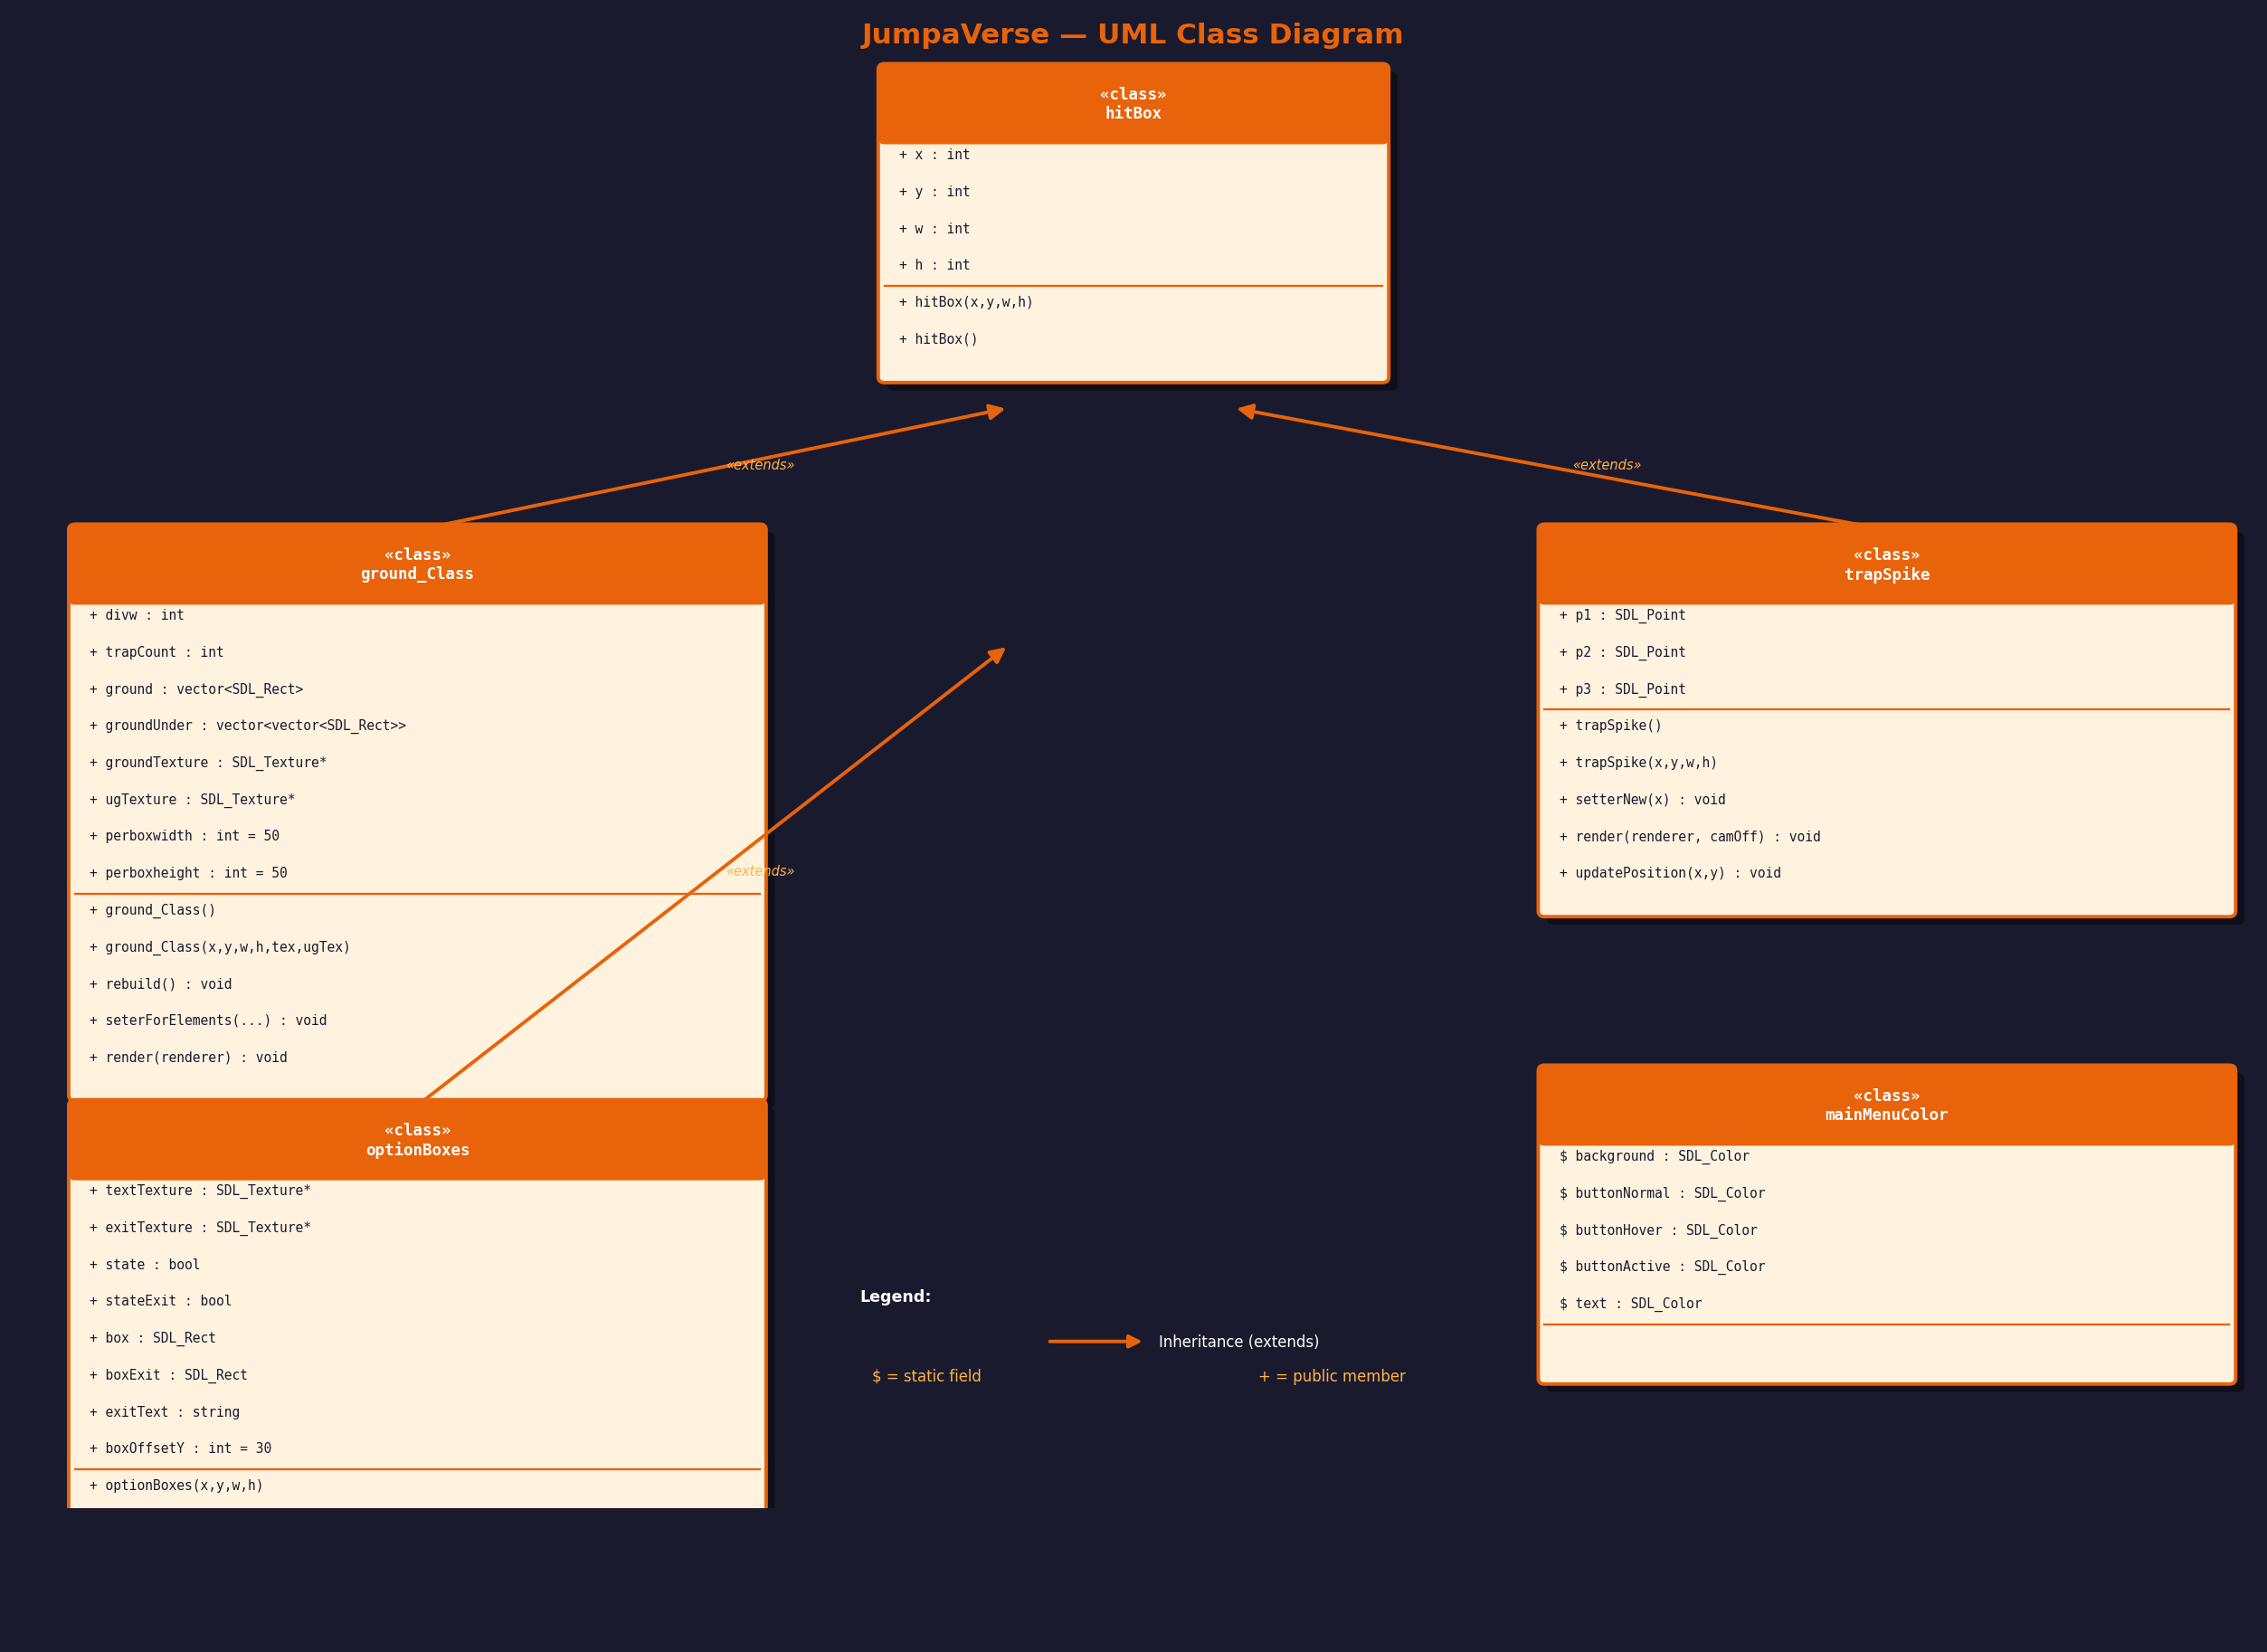 JumpaVerse — UML Class Diagram
«class»
hitBox
+ x : int
+ y : int
+ w : int
+ h : int
+ hitBox(x,y,w,h)
+ hitBox()
«extends»
«extends»
«class»
ground_Class
+ divw : int
+ trapCount : int
+ ground : vector<SDL_Rect>
+ groundUnder : vector<vector<SDL_Rect>>
+ groundTexture : SDL_Texture*
+ ugTexture : SDL_Texture*
+ perboxwidth : int = 50
+ perboxheight : int = 50
+ ground_Class()
+ ground_Class(x,y,w,h,tex,ugTex)
+ rebuild() : void
+ seterForElements(...) : void
+ render(renderer) : void
«extends»
«class»
trapSpike
+ p1 : SDL_Point
+ p2 : SDL_Point
+ p3 : SDL_Point
+ trapSpike()
+ trapSpike(x,y,w,h)
+ setterNew(x) : void
+ render(renderer, camOff) : void
+ updatePosition(x,y) : void
«class»
optionBoxes
+ textTexture : SDL_Texture*
+ exitTexture : SDL_Texture*
+ state : bool
+ stateExit : bool
+ box : SDL_Rect
+ boxExit : SDL_Rect
+ exitText : string
+ boxOffsetY : int = 30
+ optionBoxes(x,y,w,h)
«class»
mainMenuColor
$ background : SDL_Color
$ buttonNormal : SDL_Color
$ buttonHover : SDL_Color
$ buttonActive : SDL_Color
$ text : SDL_Color
Legend:
Inheritance (extends)
$ = static field
+ = public member